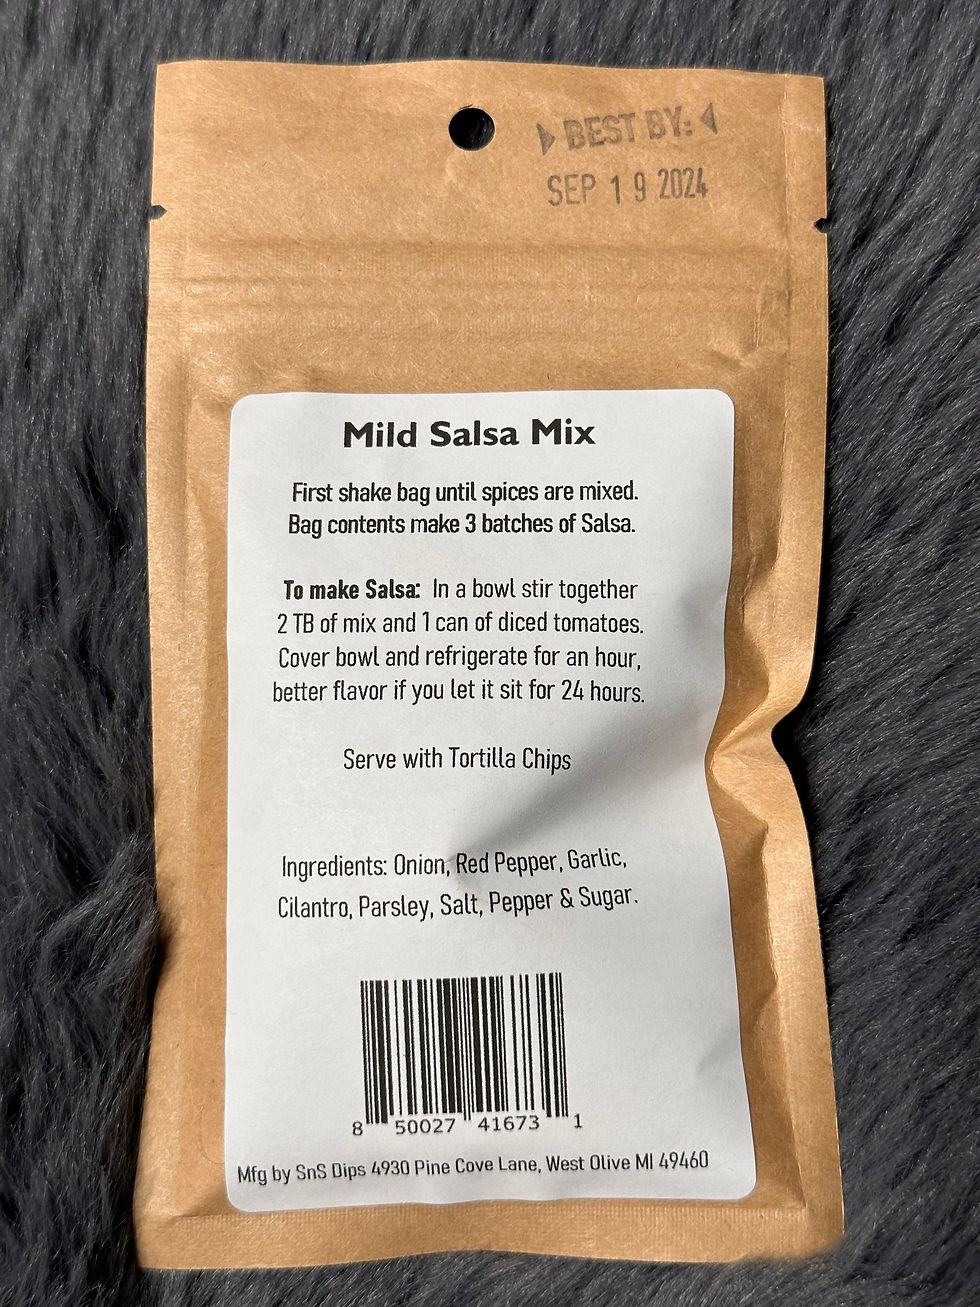 BEST BY:
SEP 19 2024
Mild Salsa Mix
First shake bag until spices are mixed.
Bag contents make 3 batches of Salsa.
To make Salsa: In a bowl stir together
2 TB of mix and 1 can of diced tomatoes.
Cover bowl and refrigerate for an hour,
better flavor if you let it sit for 24 hours.
Serve with Tortilla Chips
Ingredients: Onion, Red Pepper, Garlic,
Cilantro, Parsley, Salt, Pepper & Sugar.
8 50027 41673 1
Mfg by SnS Dips 4930 Pine Cove Lane, West Olive MI 49460